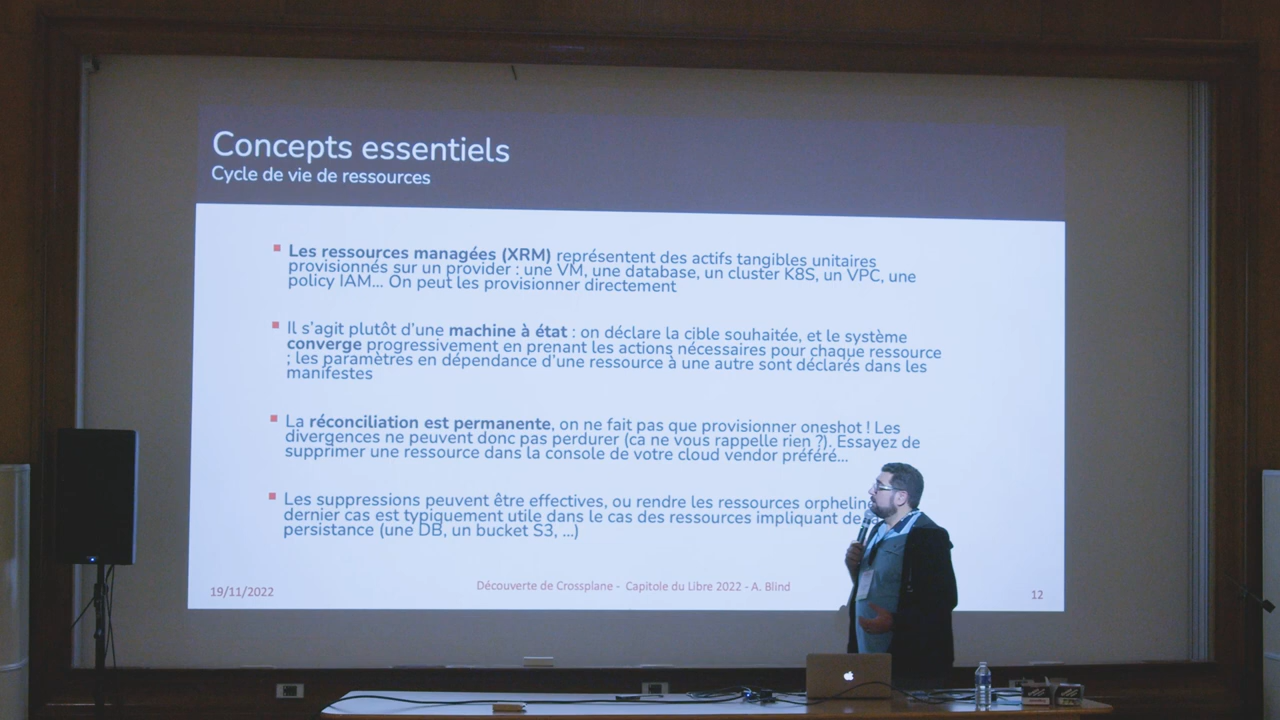 Concepts essentiels
Cycle de vie de ressources
Les ressources managées (XRM) représentent des actifs tangibles unitaires
provisionnés sur un provider : une VM, une database, un cluster K8S, un VPC, une
policy IAM... On peut les provisionner directement
Il s'agit plutôt d'une machine à état : on déclare la cible souhaitée, et le système
converge progressivement en prenant les actions nécessaires pour chaque ressource
; les paramètres en dépendance d'une ressource à une autre sont déclarés dans les
manifestes
La réconciliation est permanente, on ne fait pas que provisionner oneshot ! Les
divergences ne peuvent donc pas perdurer (ca ne vous rappelle rien ?). Essayez de
supprimer une ressource dans la console de votre cloud vendor préféré...
Les suppressions peuvent être effectives, ou rendre les ressources
dernier cas est typiquement utile dans le cas des ressources impliquant de
persistance (une DB, un bucket S3, ...)
19/11/2022
Découverte de Crossplane - Capitole du Libre 2022 - A. Blind
12